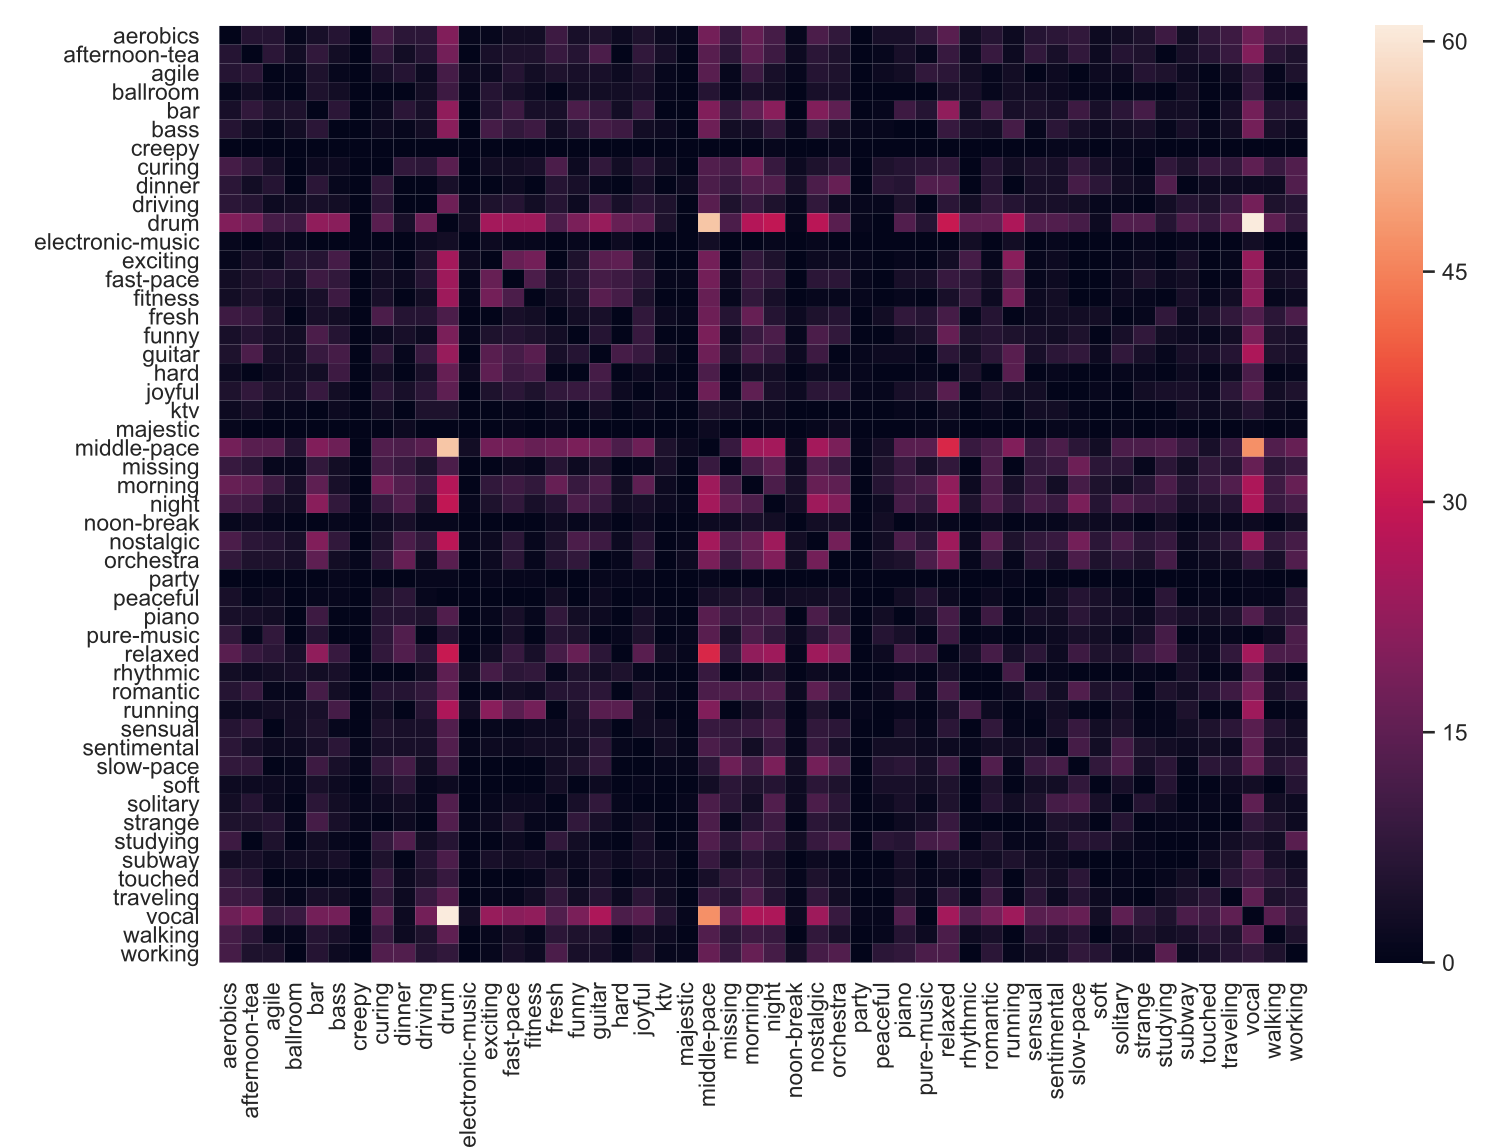 aerobics
afternoon-tea
agile
ballroom
bar
bass
creepy
curing
dinner
driving
drum
electronic-music
exciting
fast-pace
fitness
fresh
funny
guitar
hard
joyful
ktv
majestic
middle-pace
missing
morning
night
noon-break
nostalgic
orchestra
party
peaceful
piano
pure-music
relaxed
rhythmic
romantic
running
sensual
sentimental
slow-pace
soft
solitary
strange
studying
subway
touched
traveling
vocal
walking
working
aerobics
afternoon-tea
agile
ballroom
bar
bass
creepy
curing
dinner
driving
drum
electronic-music
exciting
fast-pace
fitness
fresh
funny
guitar
hard
joyful
ktv
majestic
middle-pace
missing
morning
night
noon-break
nostalgic
orchestra
party
peaceful
piano
pure-music
relaxed
rhythmic
romantic
running
sensual
sentimental
slow-pace
soft
solitary
strange
studying
subway
touched
traveling
vocal
walking
working
60
45
30
15
0